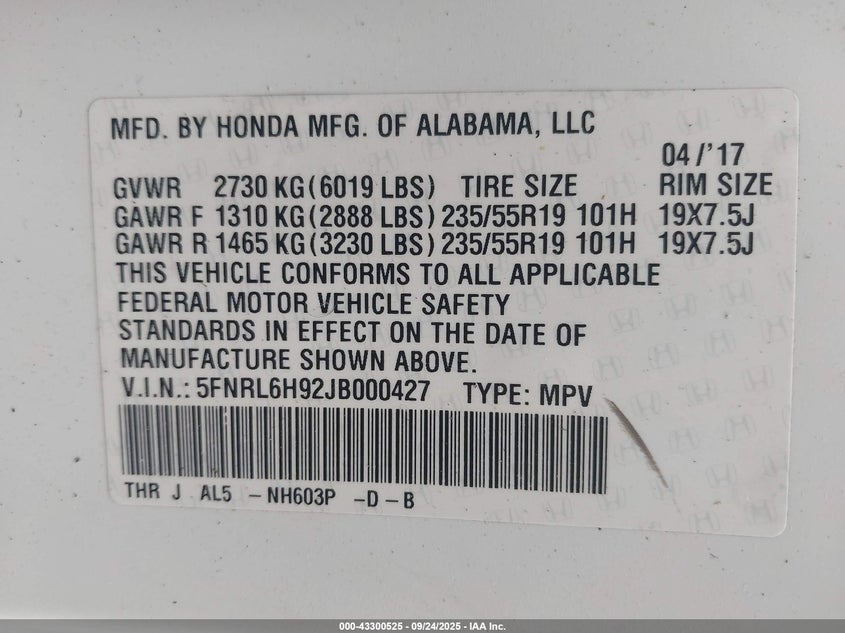 MFD. BY HONDA MFG. OF ALABAMA, LLC
04/'17
GVWR 2730 KG (6019 LBS) TIRE SIZE RIM SIZE
GAWR F 1310 KG (2888 LBS) 235/55R19 101H 19X7.5J
GAWR R 1465 KG (3230 LBS) 235/55R19 101H 19X7.5J
THIS VEHICLE CONFORMS TO ALL APPLICABLE
FEDERAL MOTOR VEHICLE SAFETY
STANDARDS IN EFFECT ON THE DATE OF
MANUFACTURE SHOWN ABOVE.
V.I.N.: 5FNRL6H92JB000427 TYPE: MPV
THR J AL5 -NH603P -D-B
000-43300525 - 09/24/2025 - IAA Inc.